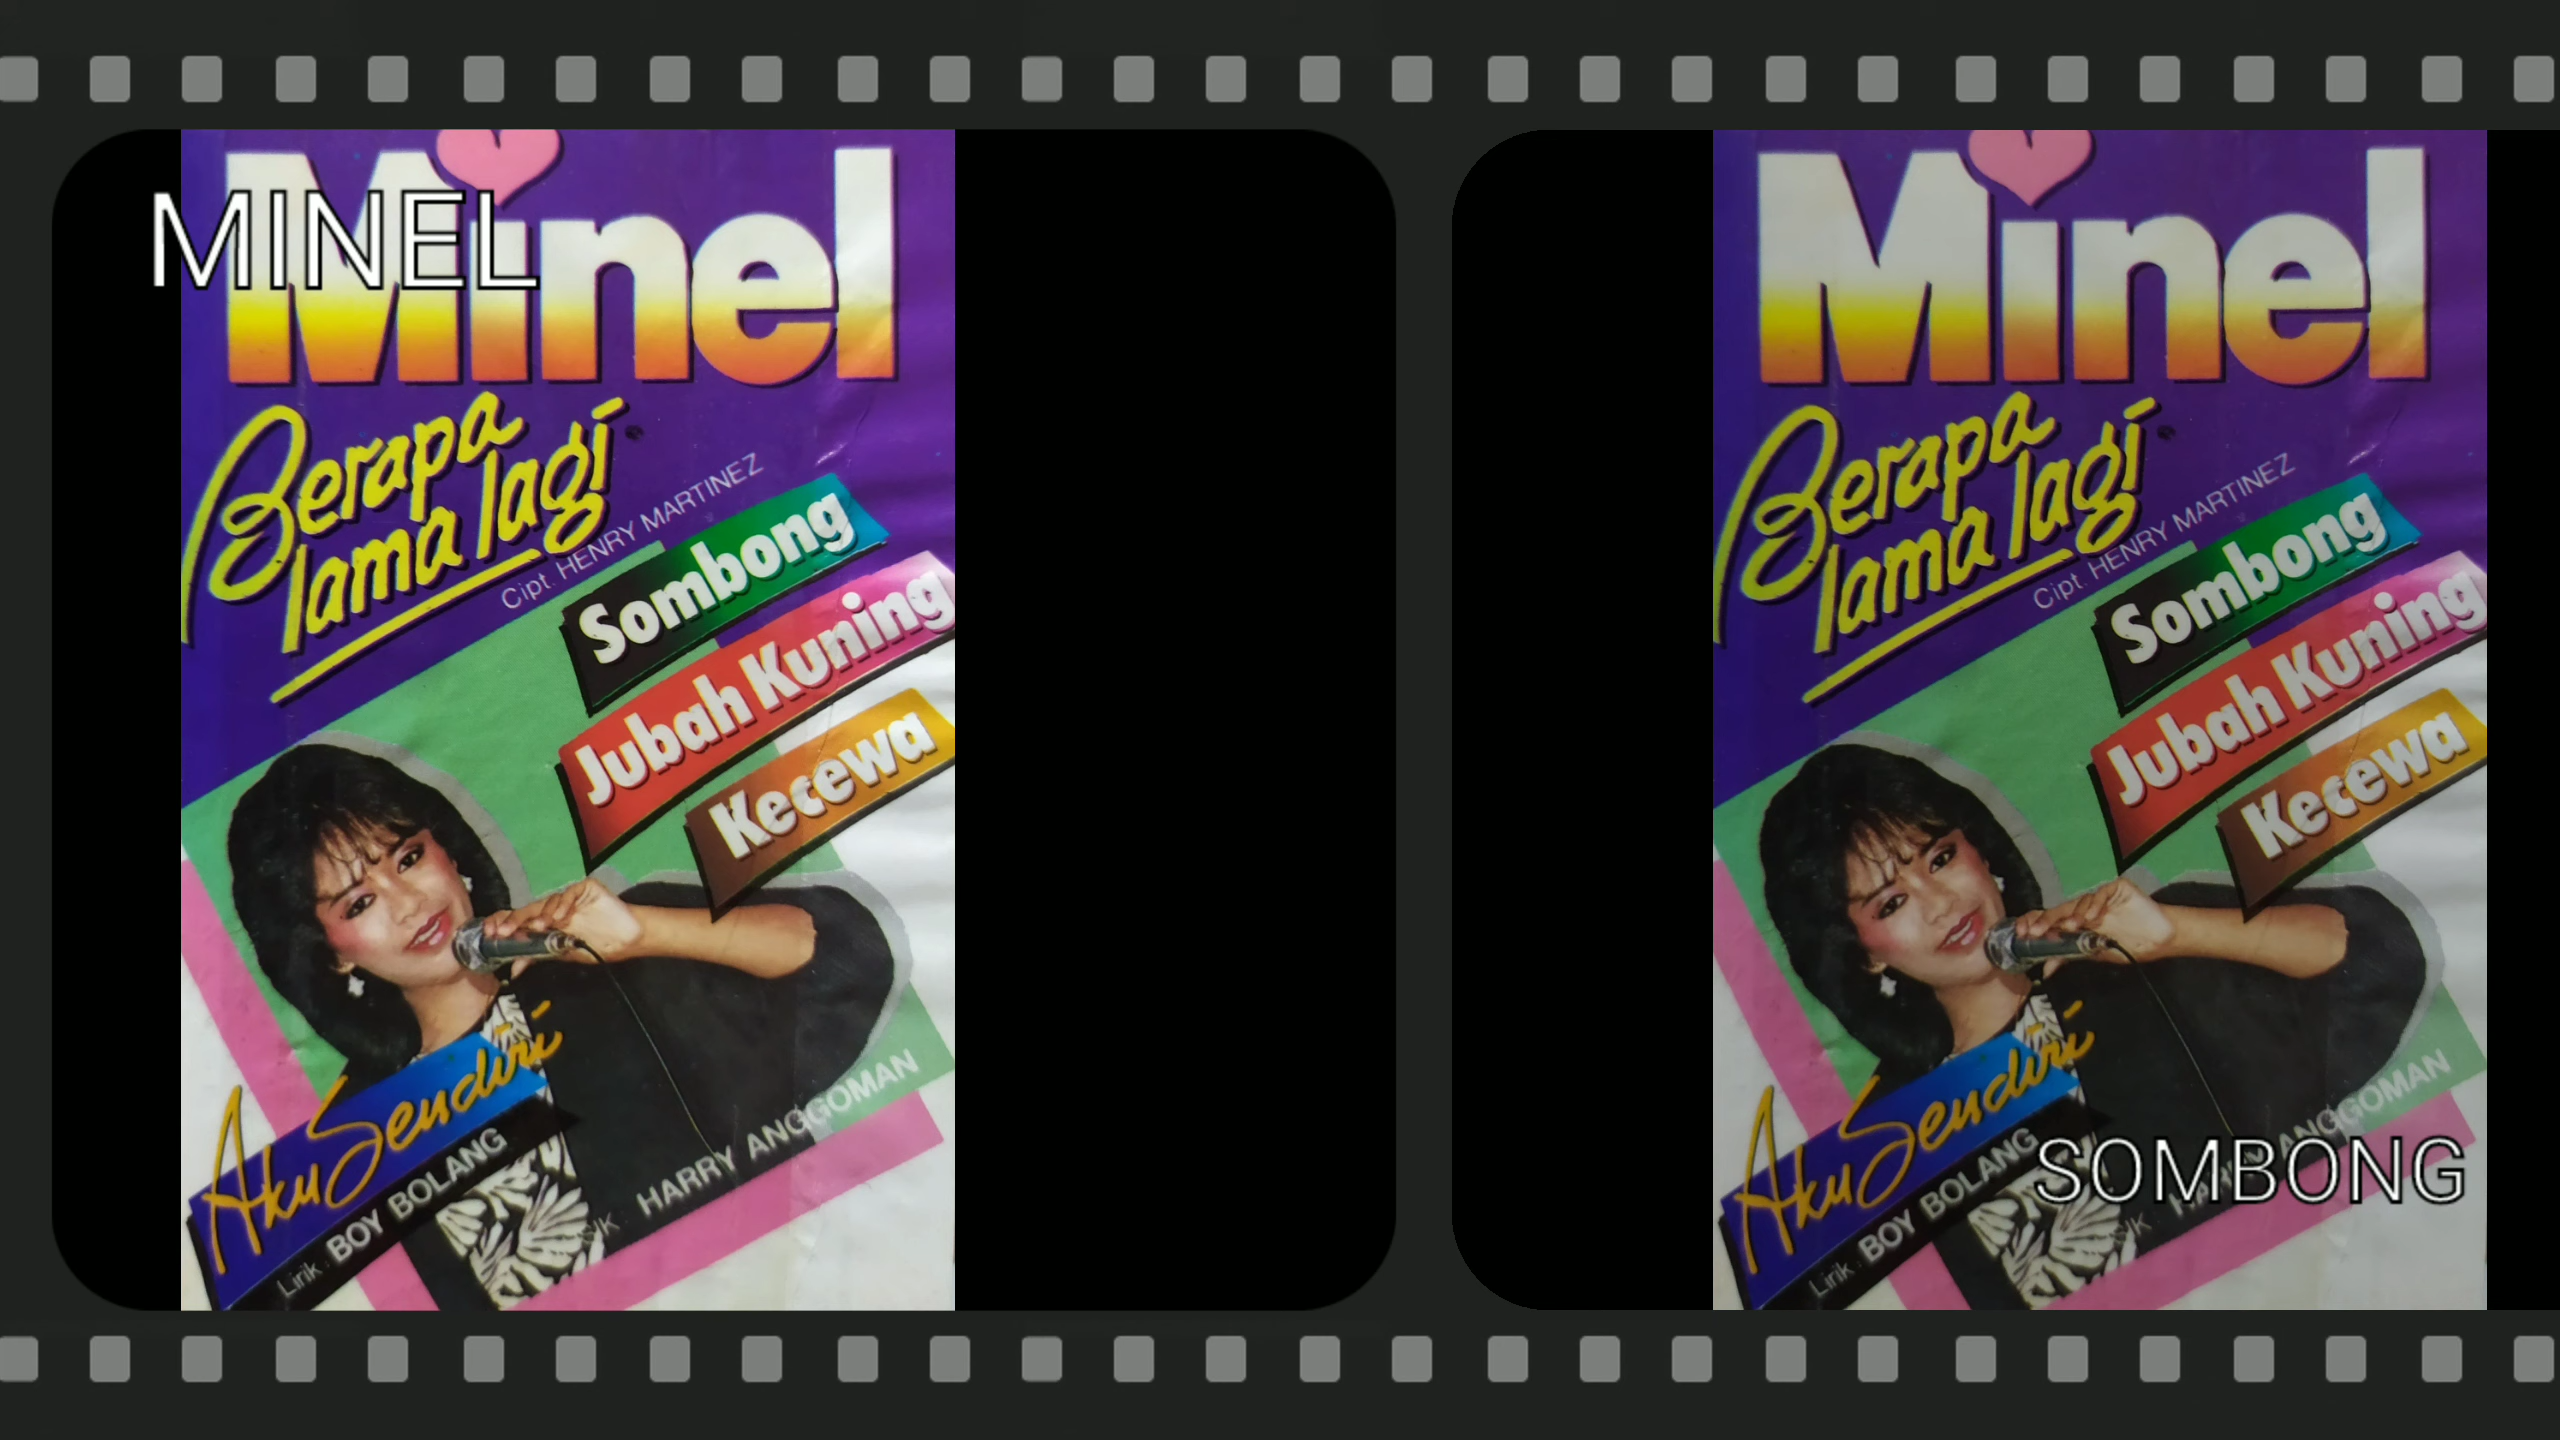 MINEL
Minel
Berapa
lama lagi
Cipt. HENRY MARTINEZ
Sombong
Jubah Kuning
Kecewa
Aku Sendiri
Lirik : BOY BOLANG
HARRY ANGGOMAN
Minel
Berapa
lama lagi
Cipt. HENRY MARTINEZ
Sombong
Jubah Kuning
Kecewa
Aku Sendiri
Lirik : BOY BOLANG
ANGGOMAN
SOMBONG